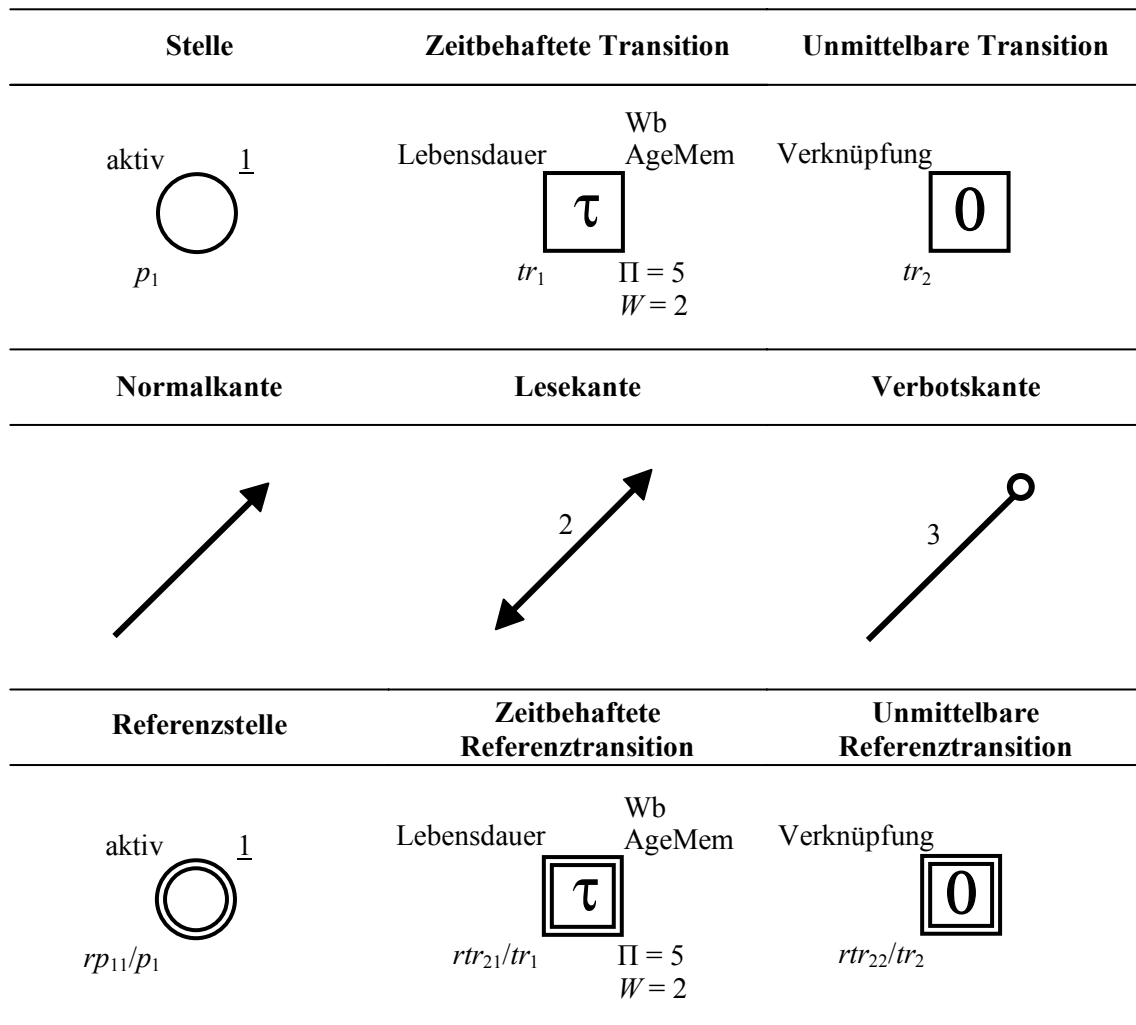 Stelle Zeitbehaftete Transition Unmittelbare Transition
Wb
aktiv 1 Lebensdauer AgeMem Verknüpfung
τ 0
p1 tr1 Π = 5 tr2
W = 2
Normalkante Lesekante Verbotskante
2 3
Referenzstelle Zeitbehaftete Referenztransition Unmittelbare Referenztransition
Wb
aktiv 1 Lebensdauer AgeMem Verknüpfung
τ 0
rp11/p1 rtr21/tr1 Π = 5 rtr22/tr2
W = 2